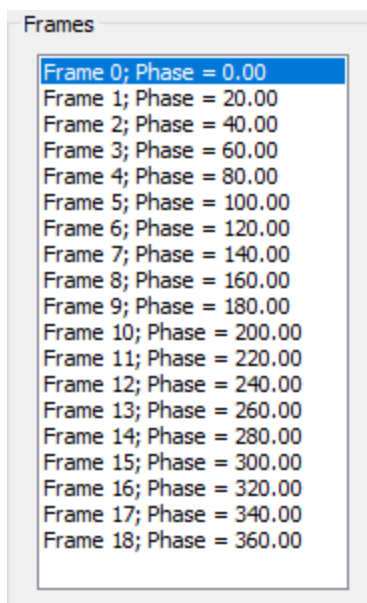 Frames
Frame 0; Phase = 0.00
Frame 1; Phase = 20.00
Frame 2; Phase = 40.00
Frame 3; Phase = 60.00
Frame 4; Phase = 80.00
Frame 5; Phase = 100.00
Frame 6; Phase = 120.00
Frame 7; Phase = 140.00
Frame 8; Phase = 160.00
Frame 9; Phase = 180.00
Frame 10; Phase = 200.00
Frame 11; Phase = 220.00
Frame 12; Phase = 240.00
Frame 13; Phase = 260.00
Frame 14; Phase = 280.00
Frame 15; Phase = 300.00
Frame 16; Phase = 320.00
Frame 17; Phase = 340.00
Frame 18; Phase = 360.00